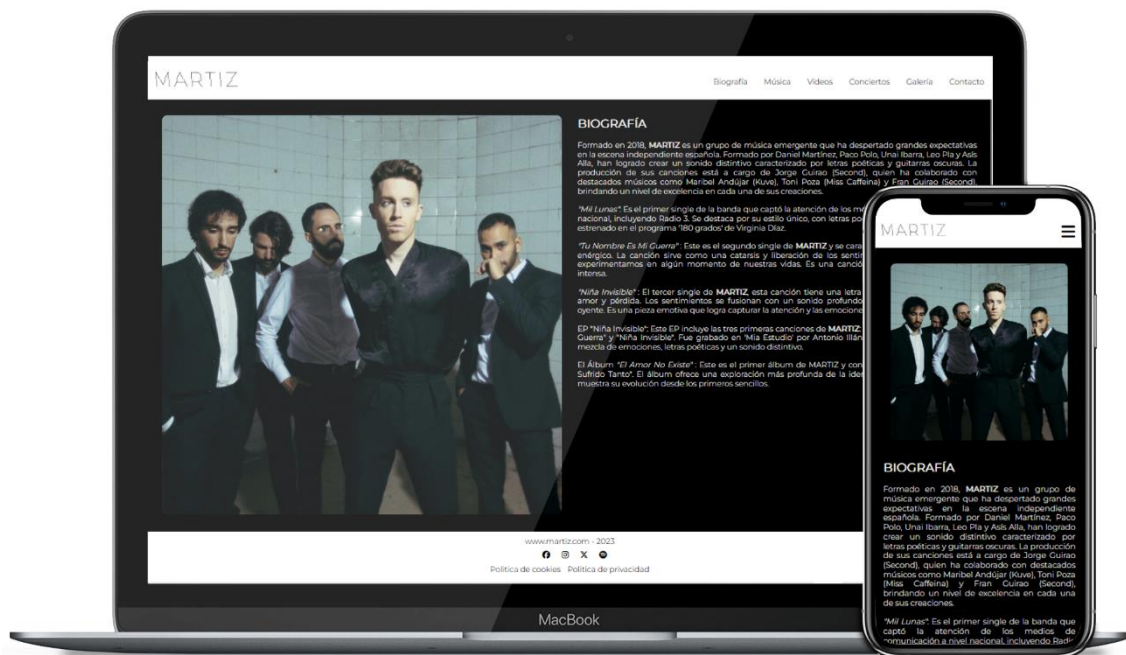 MARTIZ
Biografía Música Videos Conciertos Galería Contacto
BIOGRAFÍA
Formado en 2018, MARTIZ es un grupo de música emergente que ha despertado grandes expectativas
en la escena independiente española. Formado por Daniel Martínez, Paco Polo, Unai Ibarra, Leo Pla y Asís
Alla, han logrado crear un sonido distintivo caracterizado por letras poéticas y guitarras oscuras. La
producción de sus canciones está a cargo de Jorge Guirao (Second), quien ha colaborado con
destacados músicos como Maribel Andújar (Kuve), Toni Poza (Miss Caffeina) y Fran Guirao (Second),
brindando un nivel de excelencia en cada una de sus creaciones.
"Mil Lunas": Es el primer single de la banda que captó la atención de los
nacional, incluyendo Radio 3. Se destaca por su estilo único, con letras
estrenado en el programa '180 grados' de Virginia Díaz.
"Tu Nombre Es Mi Guerra" : Este es el segundo single de MARTIZ y se
enérgico. La canción sirve como una catarsis y liberación de los
experimentamos en algún momento de nuestras vidas. Es una
intensa.
"Niña Invisible" : El tercer single de MARTIZ, esta canción tiene una letra
amor y pérdida. Los sentimientos se fusionan con un sonido profundo
oyente. Es una pieza emotiva que logra capturar la atención y las
EP "Niña Invisible": Este EP incluye las tres primeras canciones de MARTIZ:
Guerra" y "Niña Invisible". Fue grabado en 'Mia Estudio' por Antonio
mezcla de emociones, letras poéticas y un sonido distintivo.
El Álbum "El Amor No Existe" : Este es el primer álbum de MARTIZ y
Sufrido Tanto". El álbum ofrece una exploración más profunda de la
muestra su evolución desde los primeros sencillos.
www.martiz.com - 2023
Política de cookies Política de privacidad
MacBook
MARTIZ
BIOGRAFÍA
Formado en 2018, MARTIZ es un grupo de
música emergente que ha despertado grandes
expectativas en la escena independiente
española. Formado por Daniel Martínez, Paco
Polo, Unai Ibarra, Leo Pla y Asís Alla, han logrado
crear un sonido distintivo caracterizado por
letras poéticas y guitarras oscuras. La producción
de sus canciones está a cargo de Jorge Guirao
(Second), quien ha colaborado con destacados
músicos como Maribel Andújar (Kuve), Toni Poza
(Miss Caffeina) y Fran Guirao (Second),
brindando un nivel de excelencia en cada una
de sus creaciones.
"Mil Lunas": Es el primer single de la banda que
captó la atención de los medios de
comunicación a nivel nacional, incluyendo